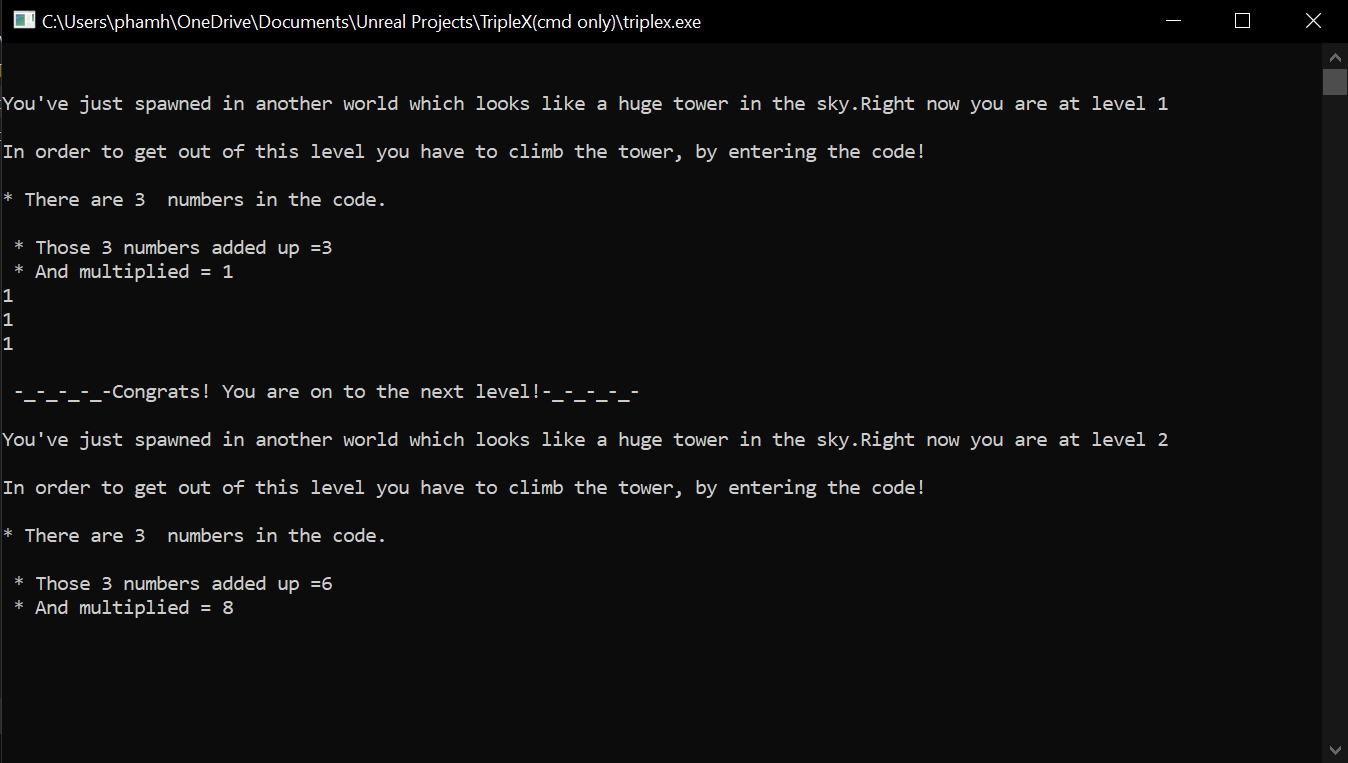 C:\Users\phamh\OneDrive\Documents\Unreal Projects\TripleX(cmd only)\triplex.exe
You've just spawned in another world which looks like a huge tower in the sky.Right now you are at level 1
In order to get out of this level you have to climb the tower, by entering the code!
* There are 3  numbers in the code.
* Those 3 numbers added up =3
* And multiplied = 1
1
1
1
-_-_-_-_-Congrats! You are on to the next level!-_-_-_-_-
You've just spawned in another world which looks like a huge tower in the sky.Right now you are at level 2
In order to get out of this level you have to climb the tower, by entering the code!
* There are 3  numbers in the code.
* Those 3 numbers added up =6
* And multiplied = 8